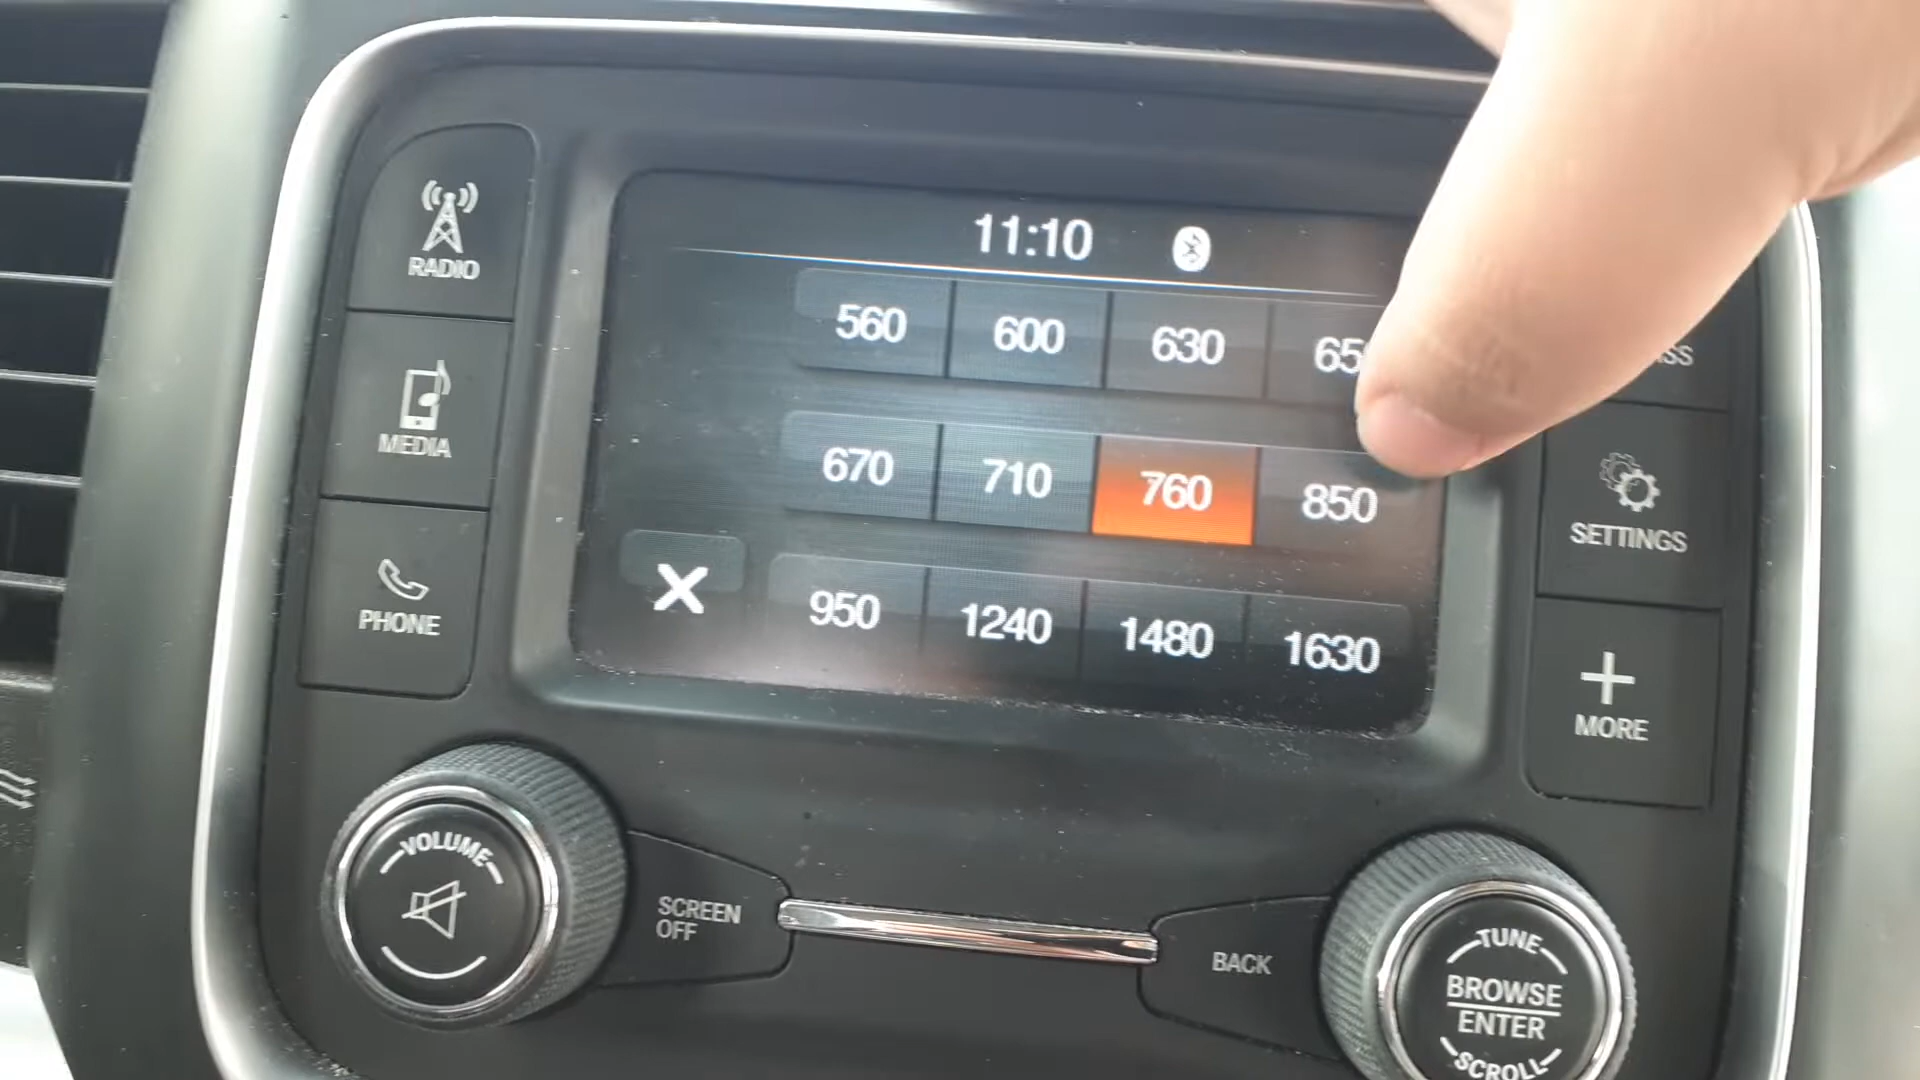 RADIO
MEDIA
PHONE
11:10
560 600 630
670 710 760 850
X 950 1240 1480 1630
SETTINGS
MORE
VOLUME
SCREEN
OFF
BACK
TUNE
BROWSE
ENTER
SCROLL